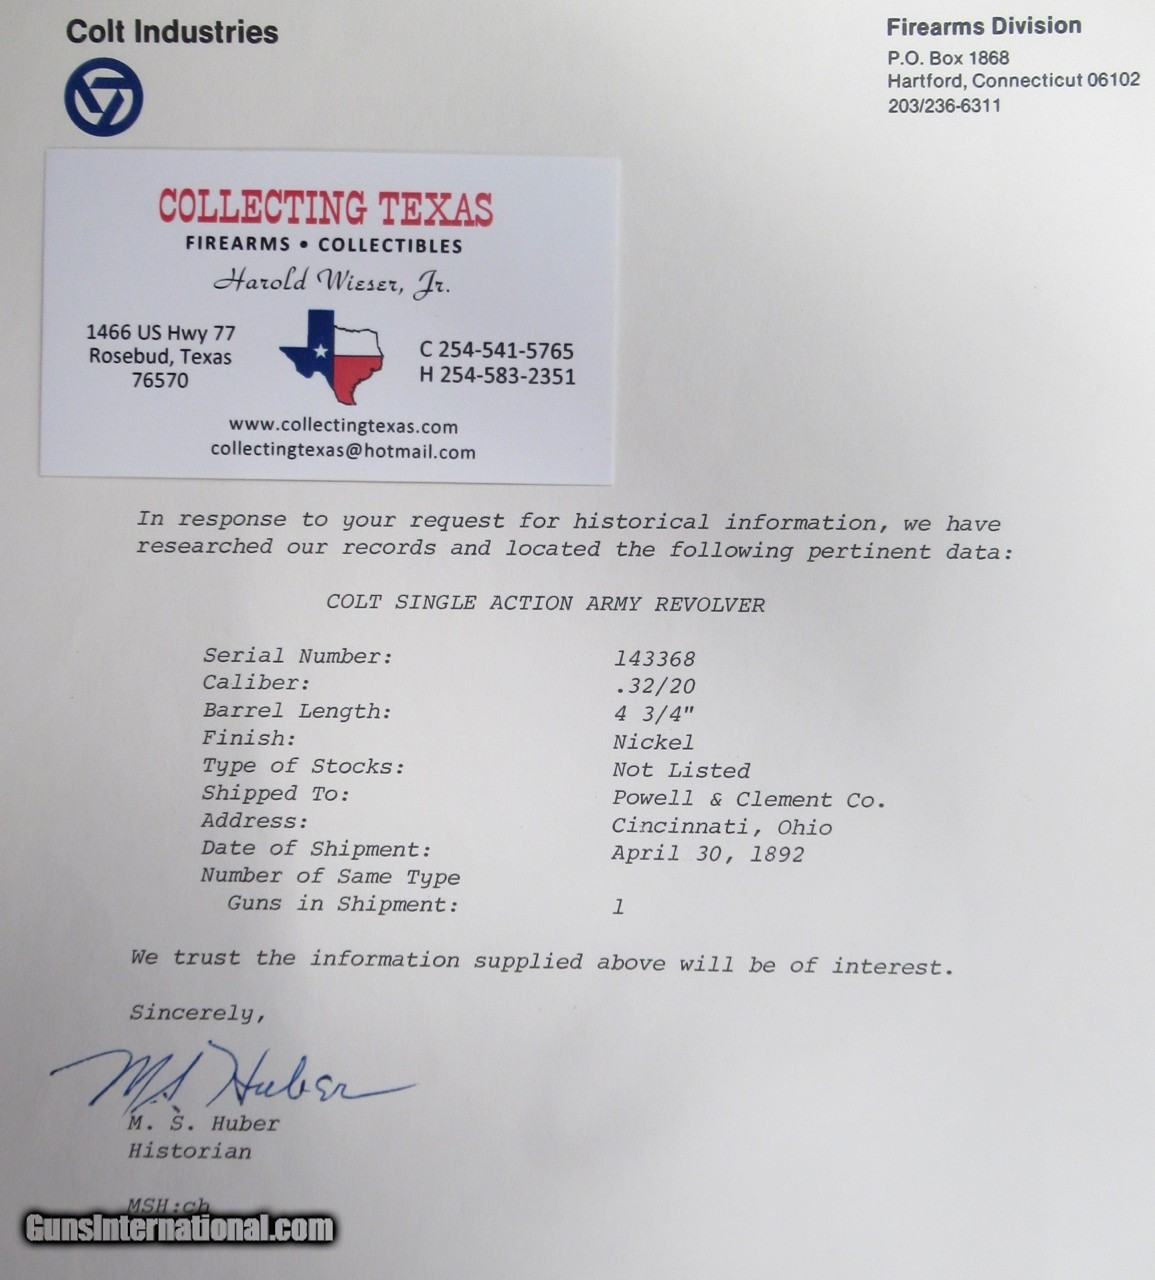 Colt Industries
Firearms Division
P.O. Box 1868
Hartford, Connecticut 06102
203/236-6311
COLLECTING TEXAS
FIREARMS • COLLECTIBLES
Harold Wieser, Jr.
1466 US Hwy 77
Rosebud, Texas
76570
C 254-541-5765
H 254-583-2351
www.collectingtexas.com
collectingtexas@hotmail.com
In response to your request for historical information, we have
researched our records and located the following pertinent data:
COLT SINGLE ACTION ARMY REVOLVER
Serial Number: 143368
Caliber: .32/20
Barrel Length: 4 3/4"
Finish: Nickel
Type of Stocks: Not Listed
Shipped To: Powell & Clement Co.
Address: Cincinnati, Ohio
Date of Shipment: April 30, 1892
Number of Same Type
Guns in Shipment: 1
We trust the information supplied above will be of interest.
Sincerely,
MS Huber
M. S. Huber
Historian
MSH:ch
GunsInternational.com